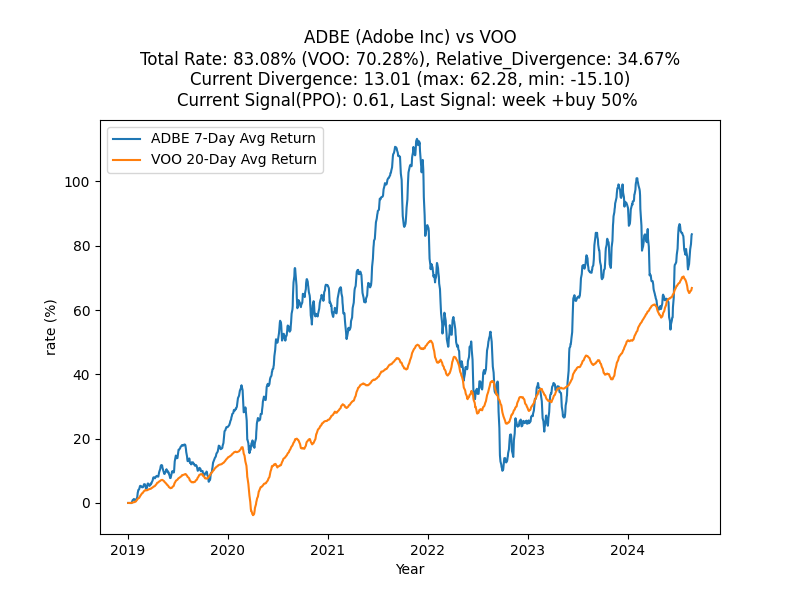 ADBE (Adobe Inc) vs VOO
Total Rate: 83.08% (VOO: 70.28%), Relative_Divergence: 34.67%
Current Divergence: 13.01 (max: 62.28, min: -15.10)
Current Signal(PPO): 0.61, Last Signal: week +buy 50%
ADBE 7-Day Avg Return
VOO 20-Day Avg Return
100
80
60
40
20
0
rate (%)
2019 2020 2021 2022 2023 2024
Year